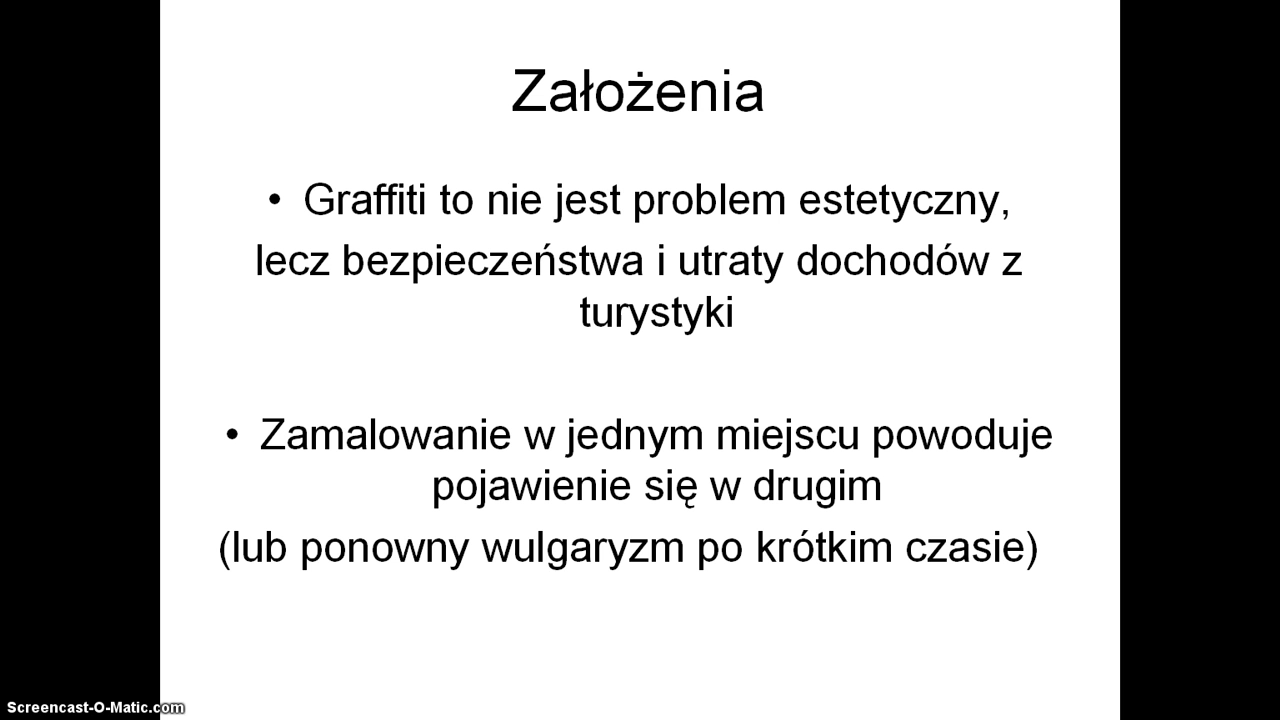 Założenia
• Graffiti to nie jest problem estetyczny,
lecz bezpieczeństwa i utraty dochodów z
turystyki
• Zamalowanie w jednym miejscu powoduje
pojawienie się w drugim
(lub ponowny wulgaryzm po krótkim czasie)
Screencast-O-Matic.com